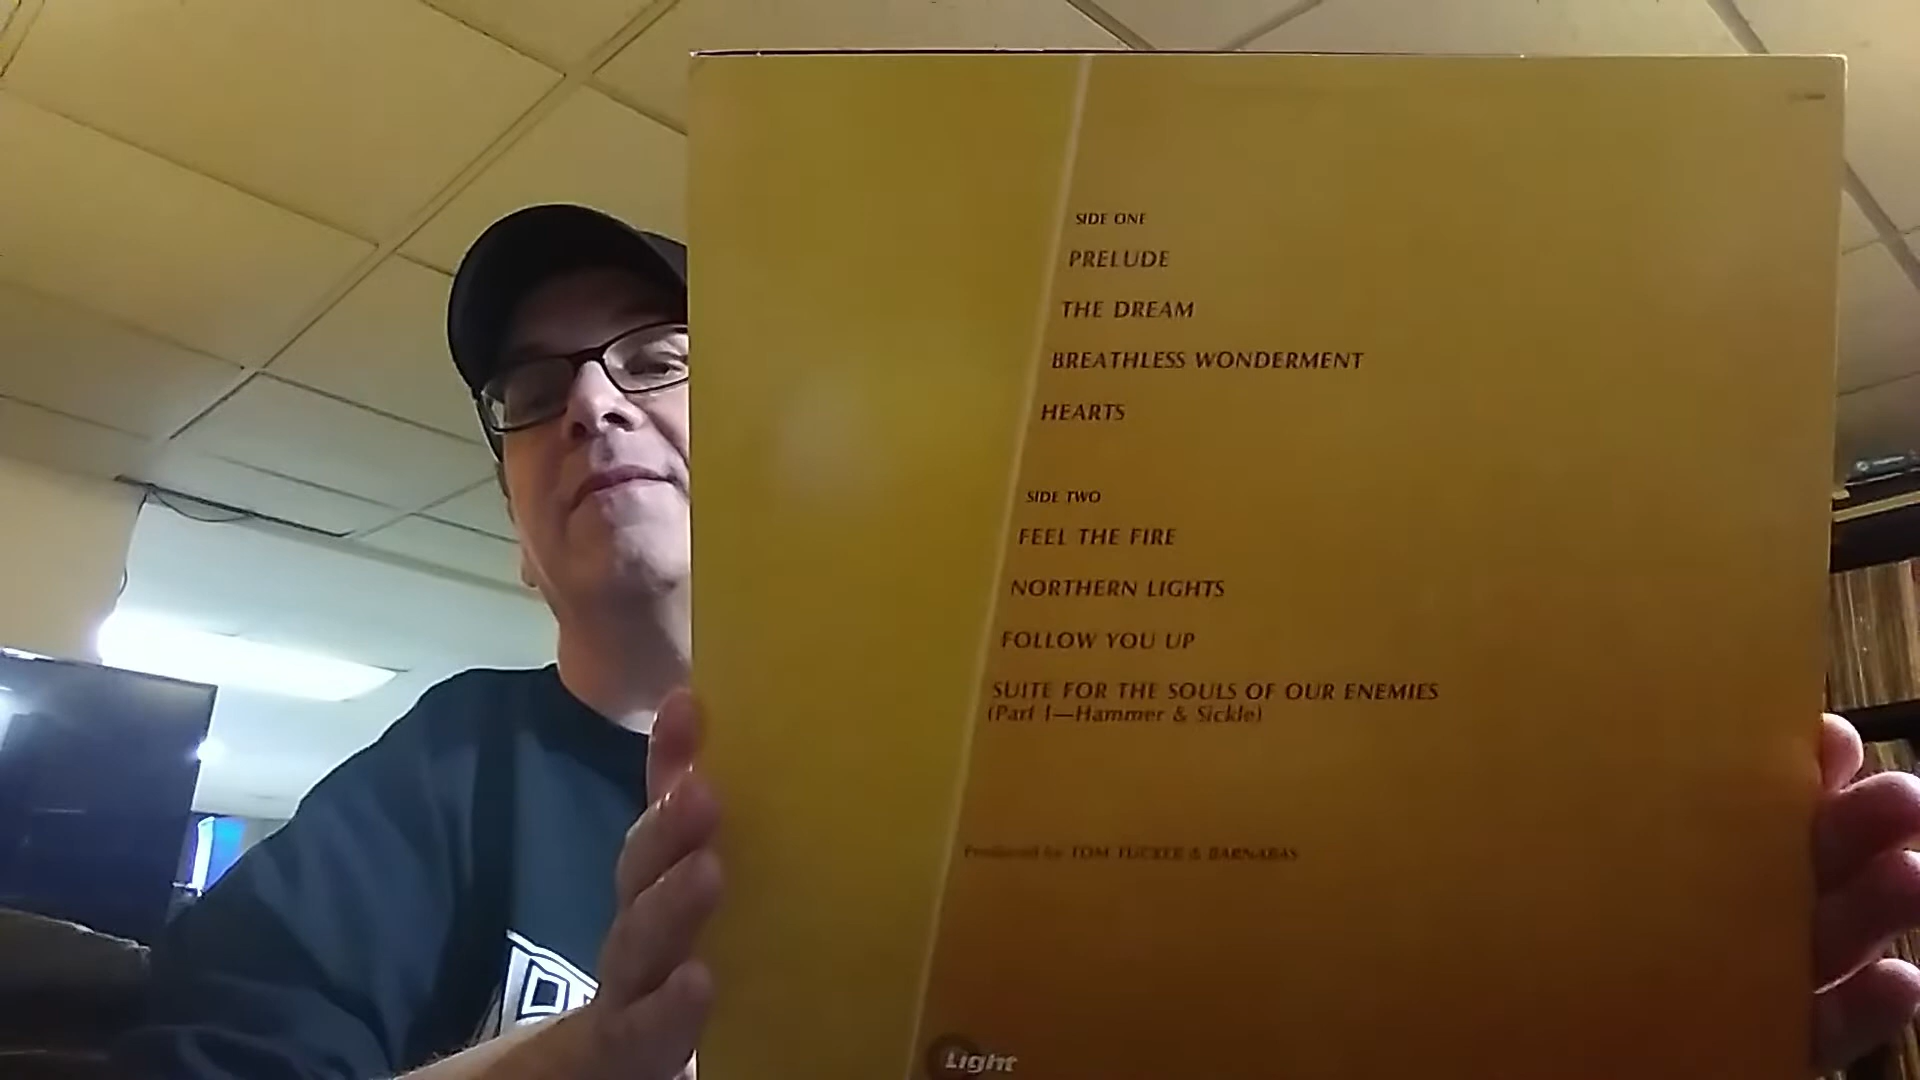 SIDE ONE
PRELUDE
THE DREAM
BREATHLESS WONDERMENT
HEARTS
SIDE TWO
FEEL THE FIRE
NORTHERN LIGHTS
FOLLOW YOU UP
SUITE FOR THE SOULS OF OUR ENEMIES
(Part I—Hammer & Sickle)
Produced by TOM TUCKER & BARNABAS
Light